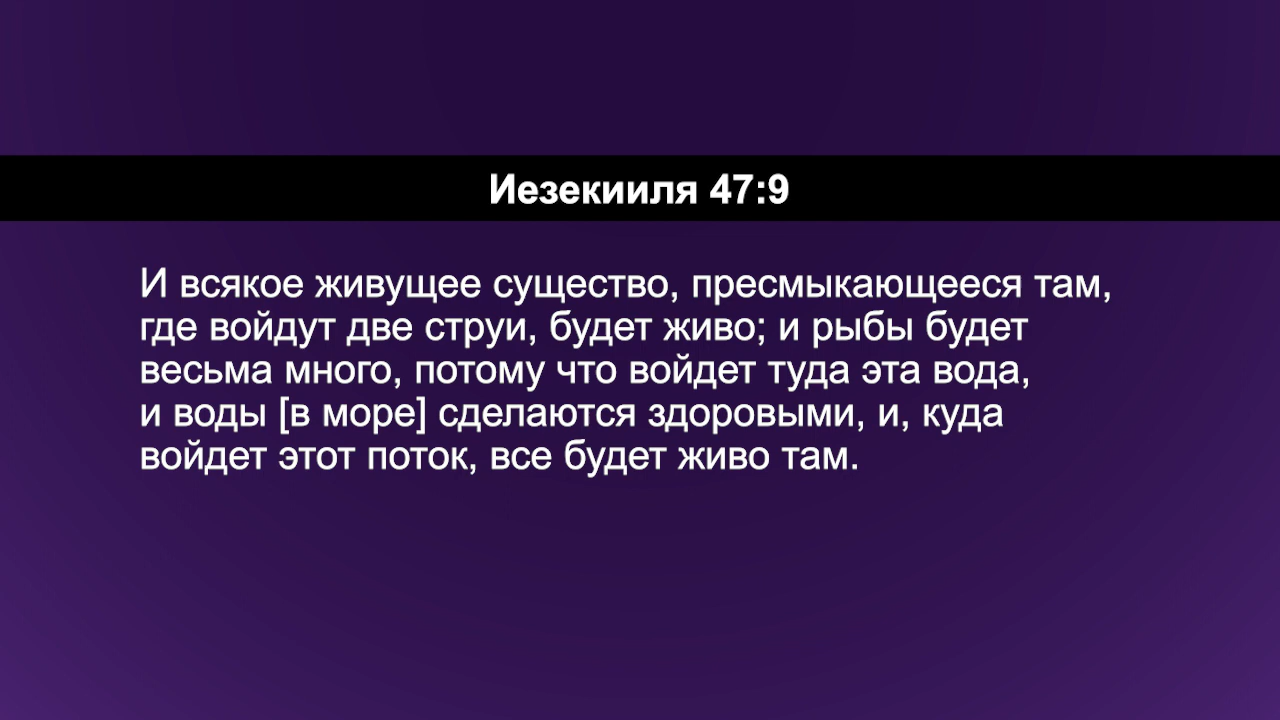 Иезекииля 47:9
И всякое живущее существо, пресмыкающееся там,
где войдут две струи, будет живо; и рыбы будет
весьма много, потому что войдет туда эта вода,
и воды [в море] сделаются здоровыми, и, куда
войдет этот поток, все будет живо там.